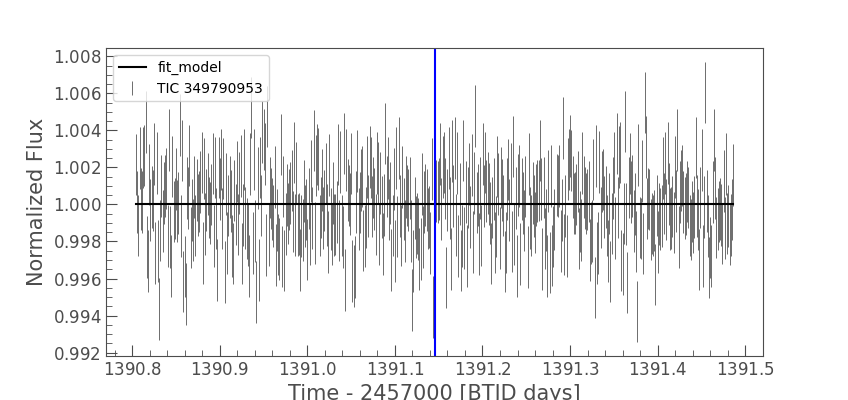 1.008
1.006
1.004
1.002
1.000
0.998
0.996
0.994
0.992
Normalized Flux
fit_model
TIC 349790953
1390.8 1390.9 1391.0 1391.1 1391.2 1391.3 1391.4 1391.5
Time - 2457000 [BTJD days]